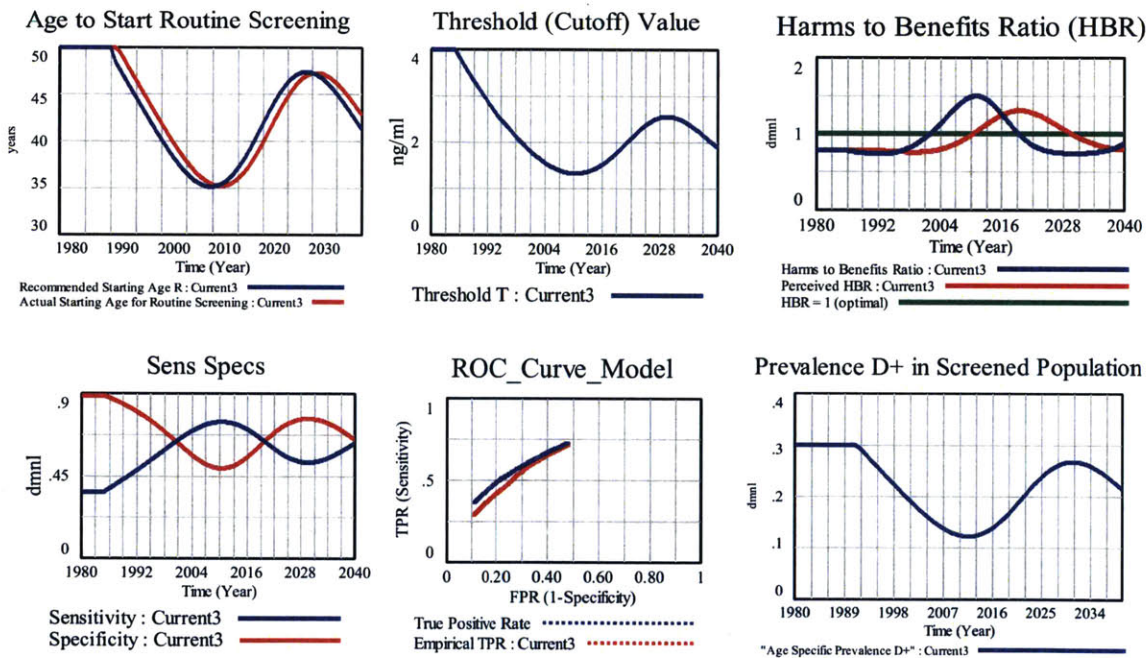 Age to Start Routine Screening
50
45
40
35
30
years
1980 1990 2000 2010 2020 2030
Time (Year)
Recommended Starting Age R : Current3
Actual Starting Age for Routine Screening : Current3
Threshold (Cutoff) Value
4
2
0
ng/ml
1980 1992 2004 2016 2028 2040
Time (Year)
Threshold T : Current3
Harms to Benefits Ratio (HBR)
2
1
0
dmnl
1980 1992 2004 2016 2028 2040
Time (Year)
Harms to Benefits Ratio : Current3
Perceived HBR : Current3
HBR = 1 (optimal)
Sens Specs
.9
.45
0
dmnl
1980 1992 2004 2016 2028 2040
Time (Year)
Sensitivity : Current3
Specificity : Current3
ROC_Curve_Model
1
.5
0
TPR (Sensitivity)
0 0.20 0.40 0.60 0.80 1
FPR (1-Specificity)
True Positive Rate
Empirical TPR : Current3
Prevalence D+ in Screened Population
.4
.3
.2
.1
0
dmnl
1980 1989 1998 2007 2016 2025 2034
Time (Year)
"Age Specific Prevalence D+" : Current3